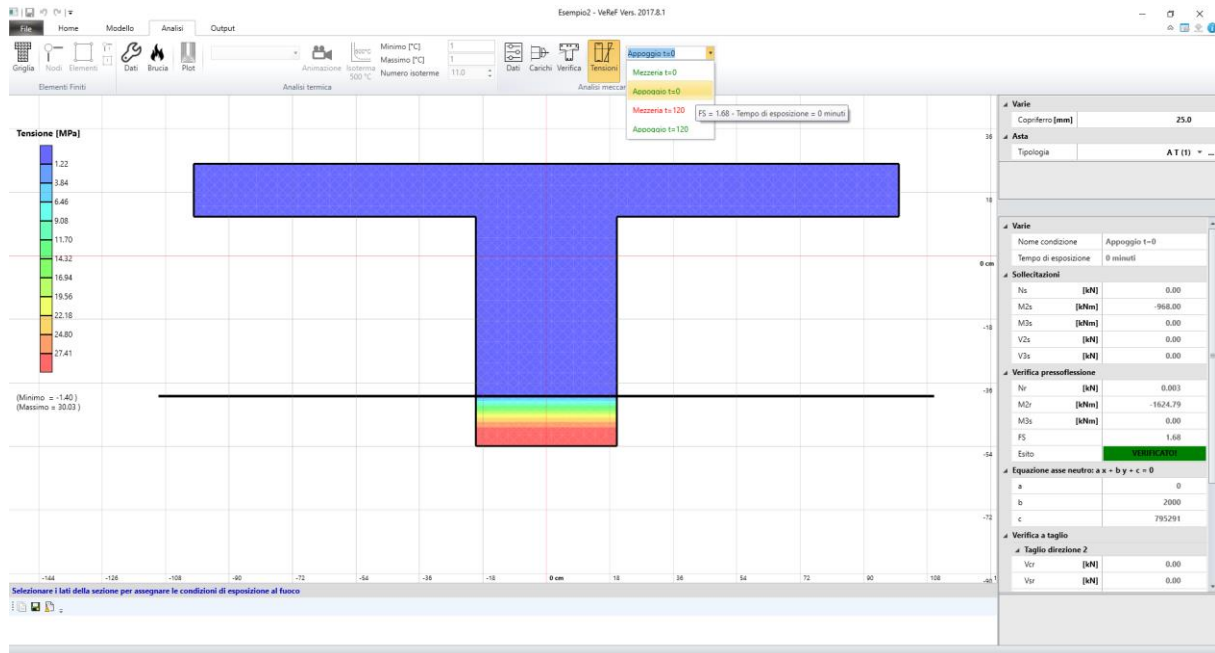 Esempio2 - VeReF Vers. 2017.8.1
File Home Modello Analisi Output
Griglia Nodi Elementi Dati Brucia Plot
Animazione Isoterma 500 °C
Minimo [°C] 1
Massimo [°C] 1
Numero isoterme 11.0
Dati Carichi Verifica Tensioni
Appoggio t=0
Elementi Finiti Analisi termica Analisi meccan
Mezzeria t=0
Appoggio t=0
Mezzeria t=120
Appoggio t=120
FS = 1.68 - Tempo di esposizione = 0 minuti
Tensione [MPa]
1.22
3.84
6.46
9.08
11.70
14.32
16.94
19.56
22.18
24.80
27.41
(Minimo = -1.40 )
(Massimo = 30.03 )
36
18
0 cm
-18
-36
-54
-72
-90
-144 -126 -108 -90 -72 -54 -36 -18 0 cm 18 36 54 72 90 108
Selezionare i lati della sezione per assegnare le condizioni di esposizione al fuoco
Varie
Copriferro [mm] 25.0
Asta
Tipologia A T (1) ...
Varie
Nome condizione Appoggio t=0
Tempo di esposizione 0 minuti
Sollecitazioni
Ns [kN] 0.00
M2s [kNm] -968.00
M3s [kNm] 0.00
V2s [kN] 0.00
V3s [kN] 0.00
Verifica pressoflessione
Nr [kN] 0.003
M2r [kNm] -1624.79
M3s [kNm] 0.00
FS 1.68
Esito VERIFICATO!
Equazione asse neutro: a x + b y + c = 0
a 0
b 2000
c 795291
Verifica a taglio
Taglio direzione 2
Vcr [kN] 0.00
Vsr [kN] 0.00